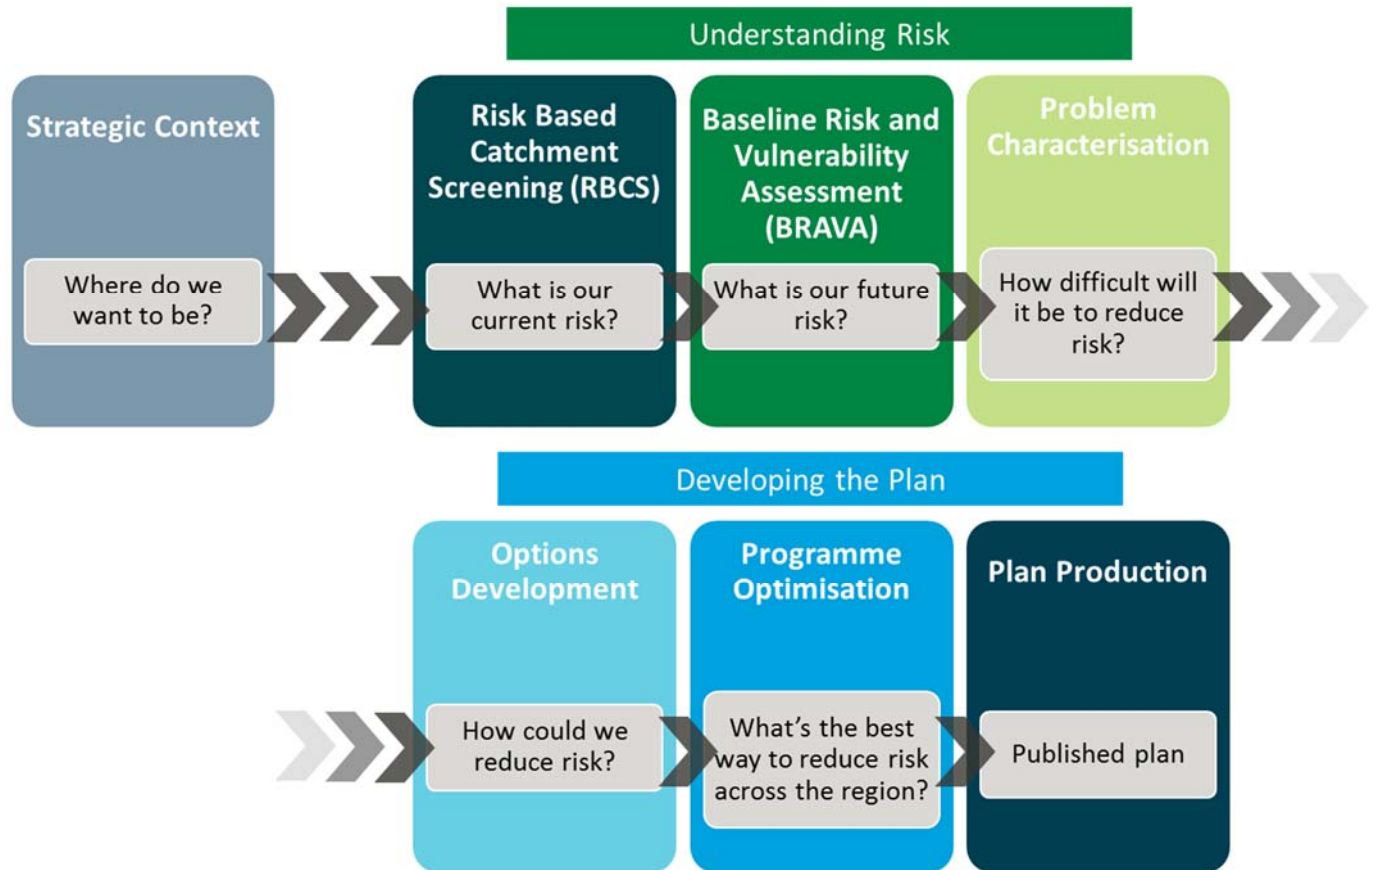 Understanding Risk
Strategic Context
Where do we
want to be?
Risk Based
Catchment
Screening (RBCS)
What is our
current risk?
Baseline Risk and
Vulnerability
Assessment
(BRAVA)
What is our future
risk?
Problem
Characterisation
How difficult will
it be to reduce
risk?
Developing the Plan
Options
Development
How could we
reduce risk?
Programme
Optimisation
What's the best
way to reduce risk
across the region?
Plan Production
Published plan